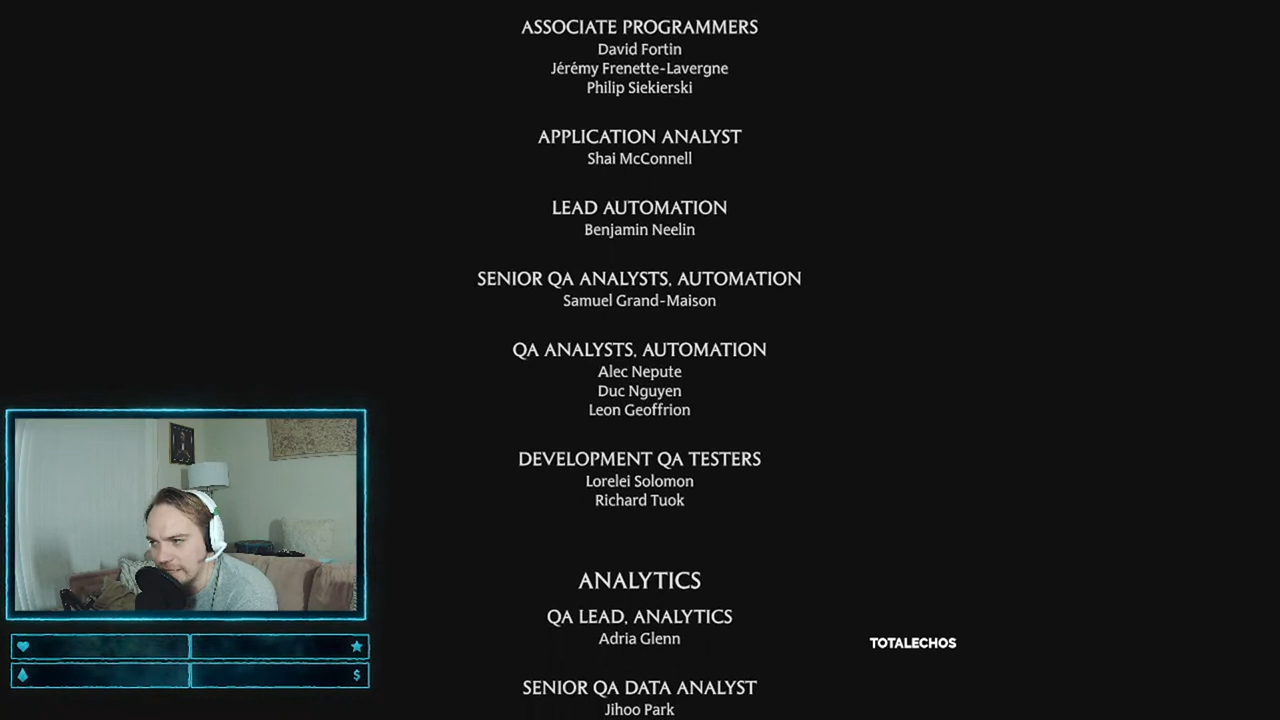 ASSOCIATE PROGRAMMERS
David Fortin
Jérémy Frenette-Lavergne
Philip Siekierski
APPLICATION ANALYST
Shai McConnell
LEAD AUTOMATION
Benjamin Neelin
SENIOR QA ANALYSTS, AUTOMATION
Samuel Grand-Maison
QA ANALYSTS, AUTOMATION
Alec Nepute
Duc Nguyen
Leon Geoffrion
DEVELOPMENT QA TESTERS
Lorelei Solomon
Richard Tuok
ANALYTICS
QA LEAD, ANALYTICS
Adria Glenn
TOTALECHOS
SENIOR QA DATA ANALYST
Jihoo Park
$